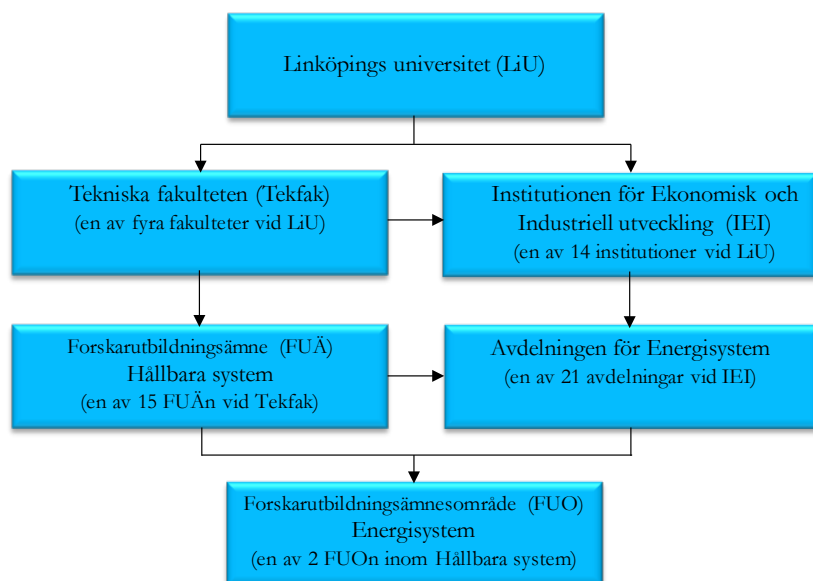 Linköpings universitet (LiU)
Tekniska fakulteten (Tekfak)
(en av fyra fakulteter vid LiU)
Institutionen för Ekonomisk och
Industriell utveckling (IEI)
(en av 14 institutioner vid LiU)
Forskarutbildningsämne (FUÄ)
Hållbara system
(en av 15 FUÄn vid Tekfak)
Avdelningen för Energisystem
(en av 21 avdelningar vid IEI)
Forskarutbildningsämnesområde (FUO)
Energisystem
(en av 2 FUOn inom Hållbara system)